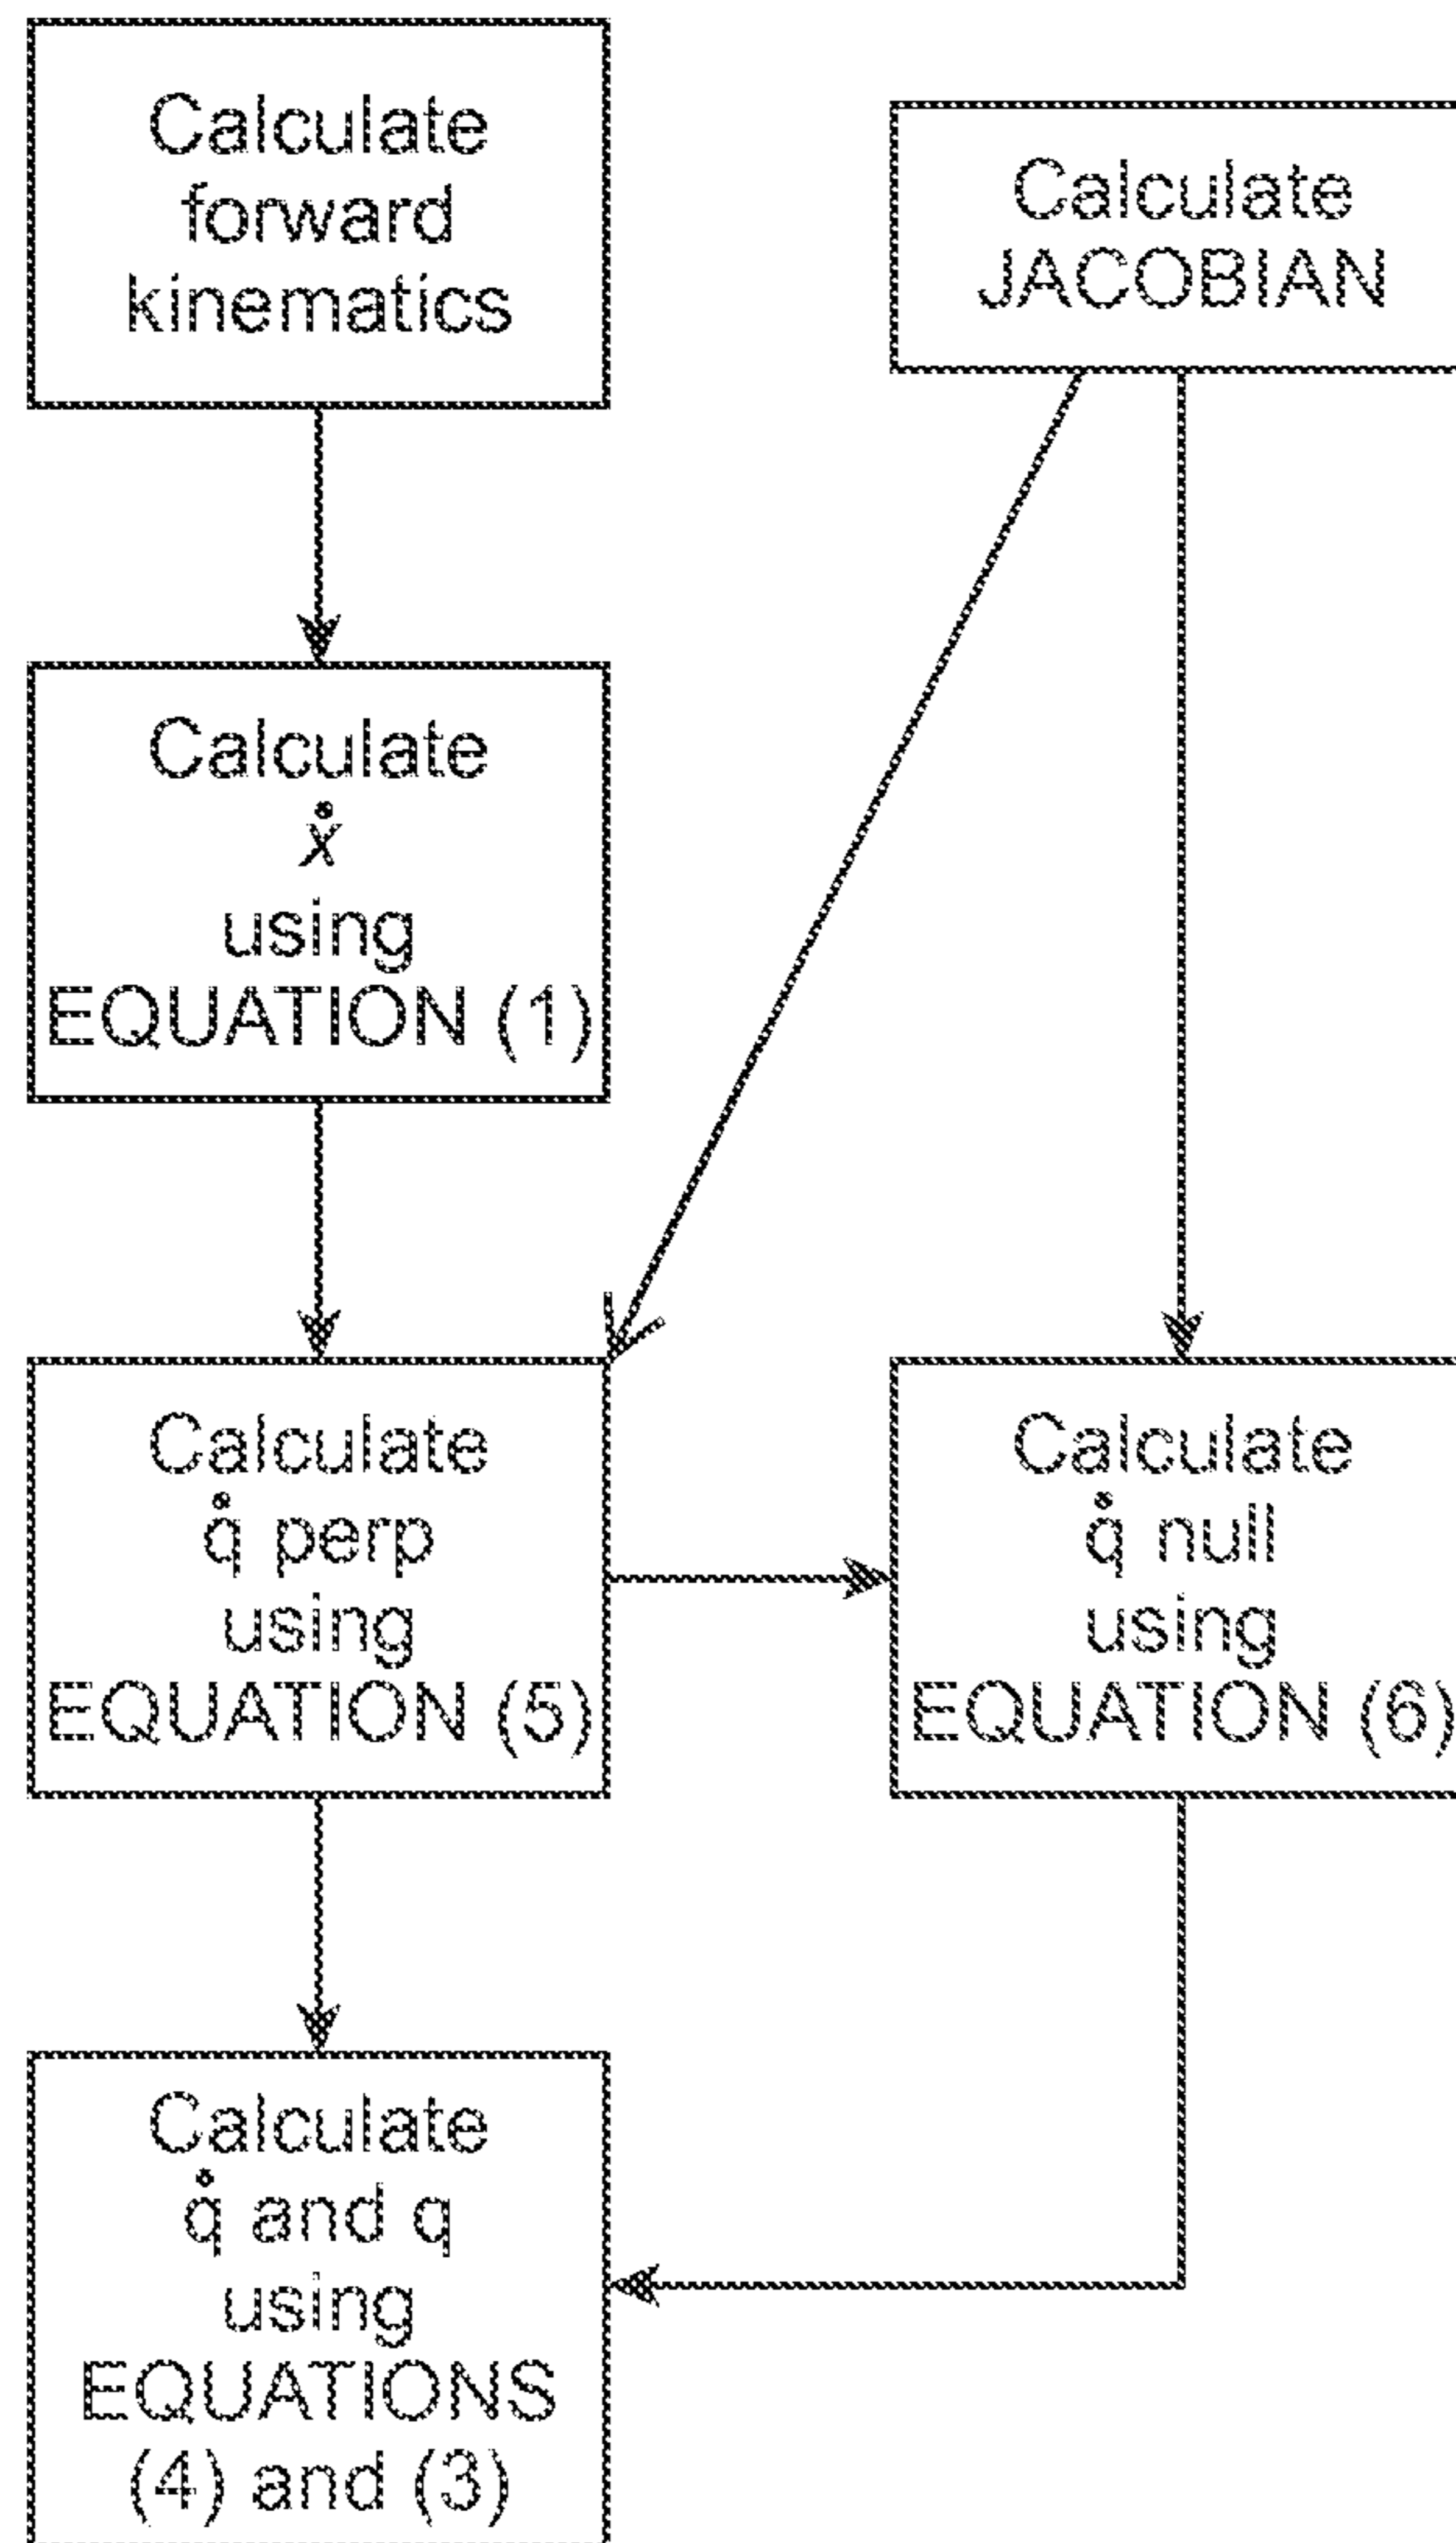 Calculate
forward
kinematics
Calculate
JACOBIAN
Calculate
ẋ
using
EQUATION (1)
Calculate
q̇ perp
using
EQUATION (5)
Calculate
q̇ null
using
EQUATION (6)
Calculate
q̇ and q
using
EQUATIONS
(4) and (3)